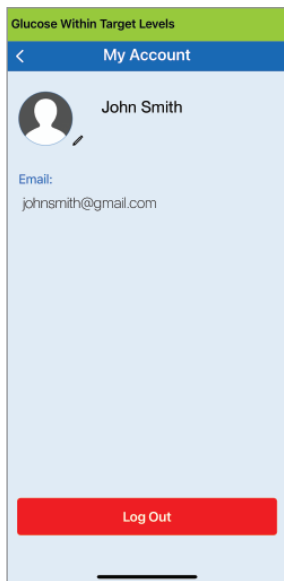 Glucose Within Target Levels
My Account
John Smith
Email:
johnsmith@gmail.com
Log Out